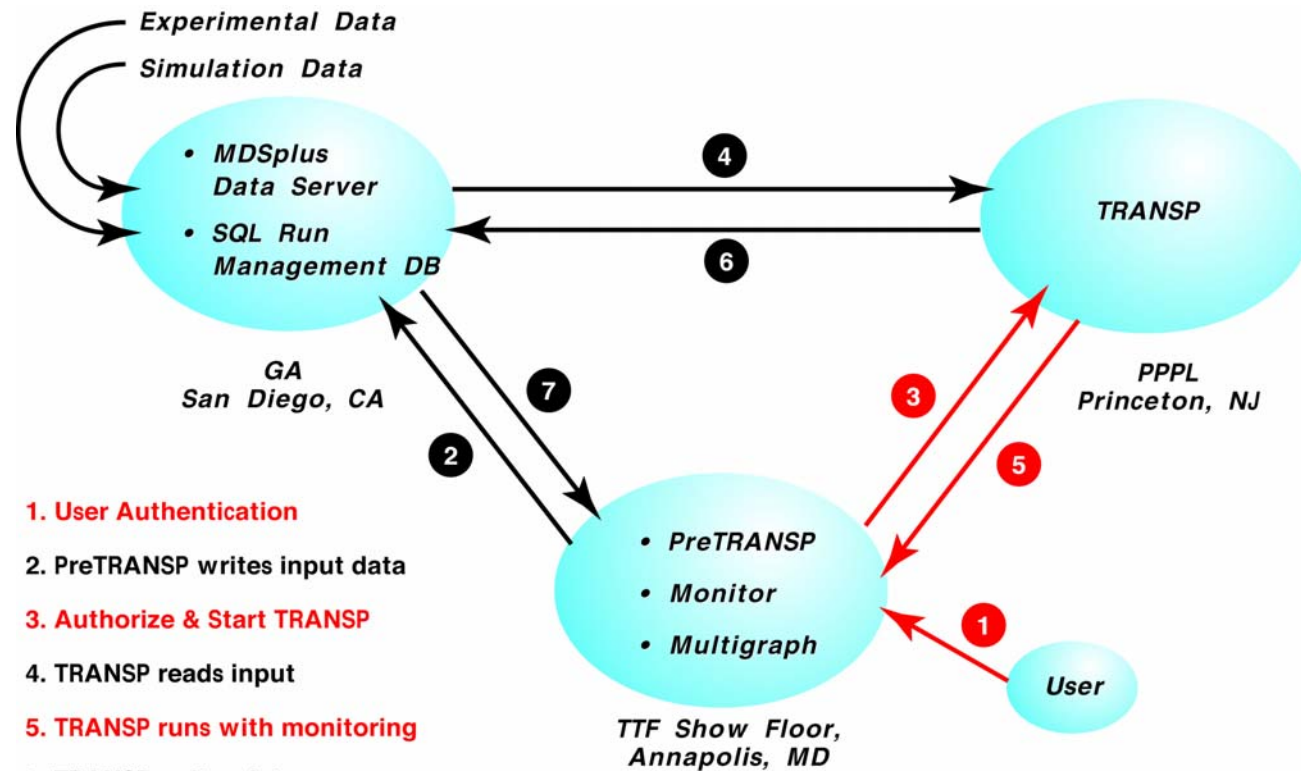 Experimental Data
Simulation Data
• MDSplus
Data Server
• SQL Run
Management DB
GA
San Diego, CA
4
6
TRANSP
PPPL
Princeton, NJ
7
2
3
5
1. User Authentication
2. PreTRANSP writes input data
3. Authorize & Start TRANSP
4. TRANSP reads input
5. TRANSP runs with monitoring
• PreTRANSP
• Monitor
• Multigraph
1
User
TTF Show Floor,
Annapolis, MD